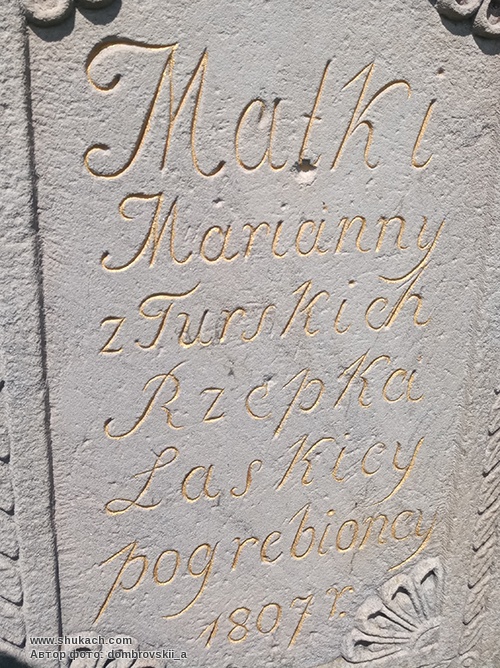 Matki
Marianny
z Turskich
Rzepka
Laskicy
pogrebioney
1807 r.
www.shukach.com
Автор фото: dombrovskii_a